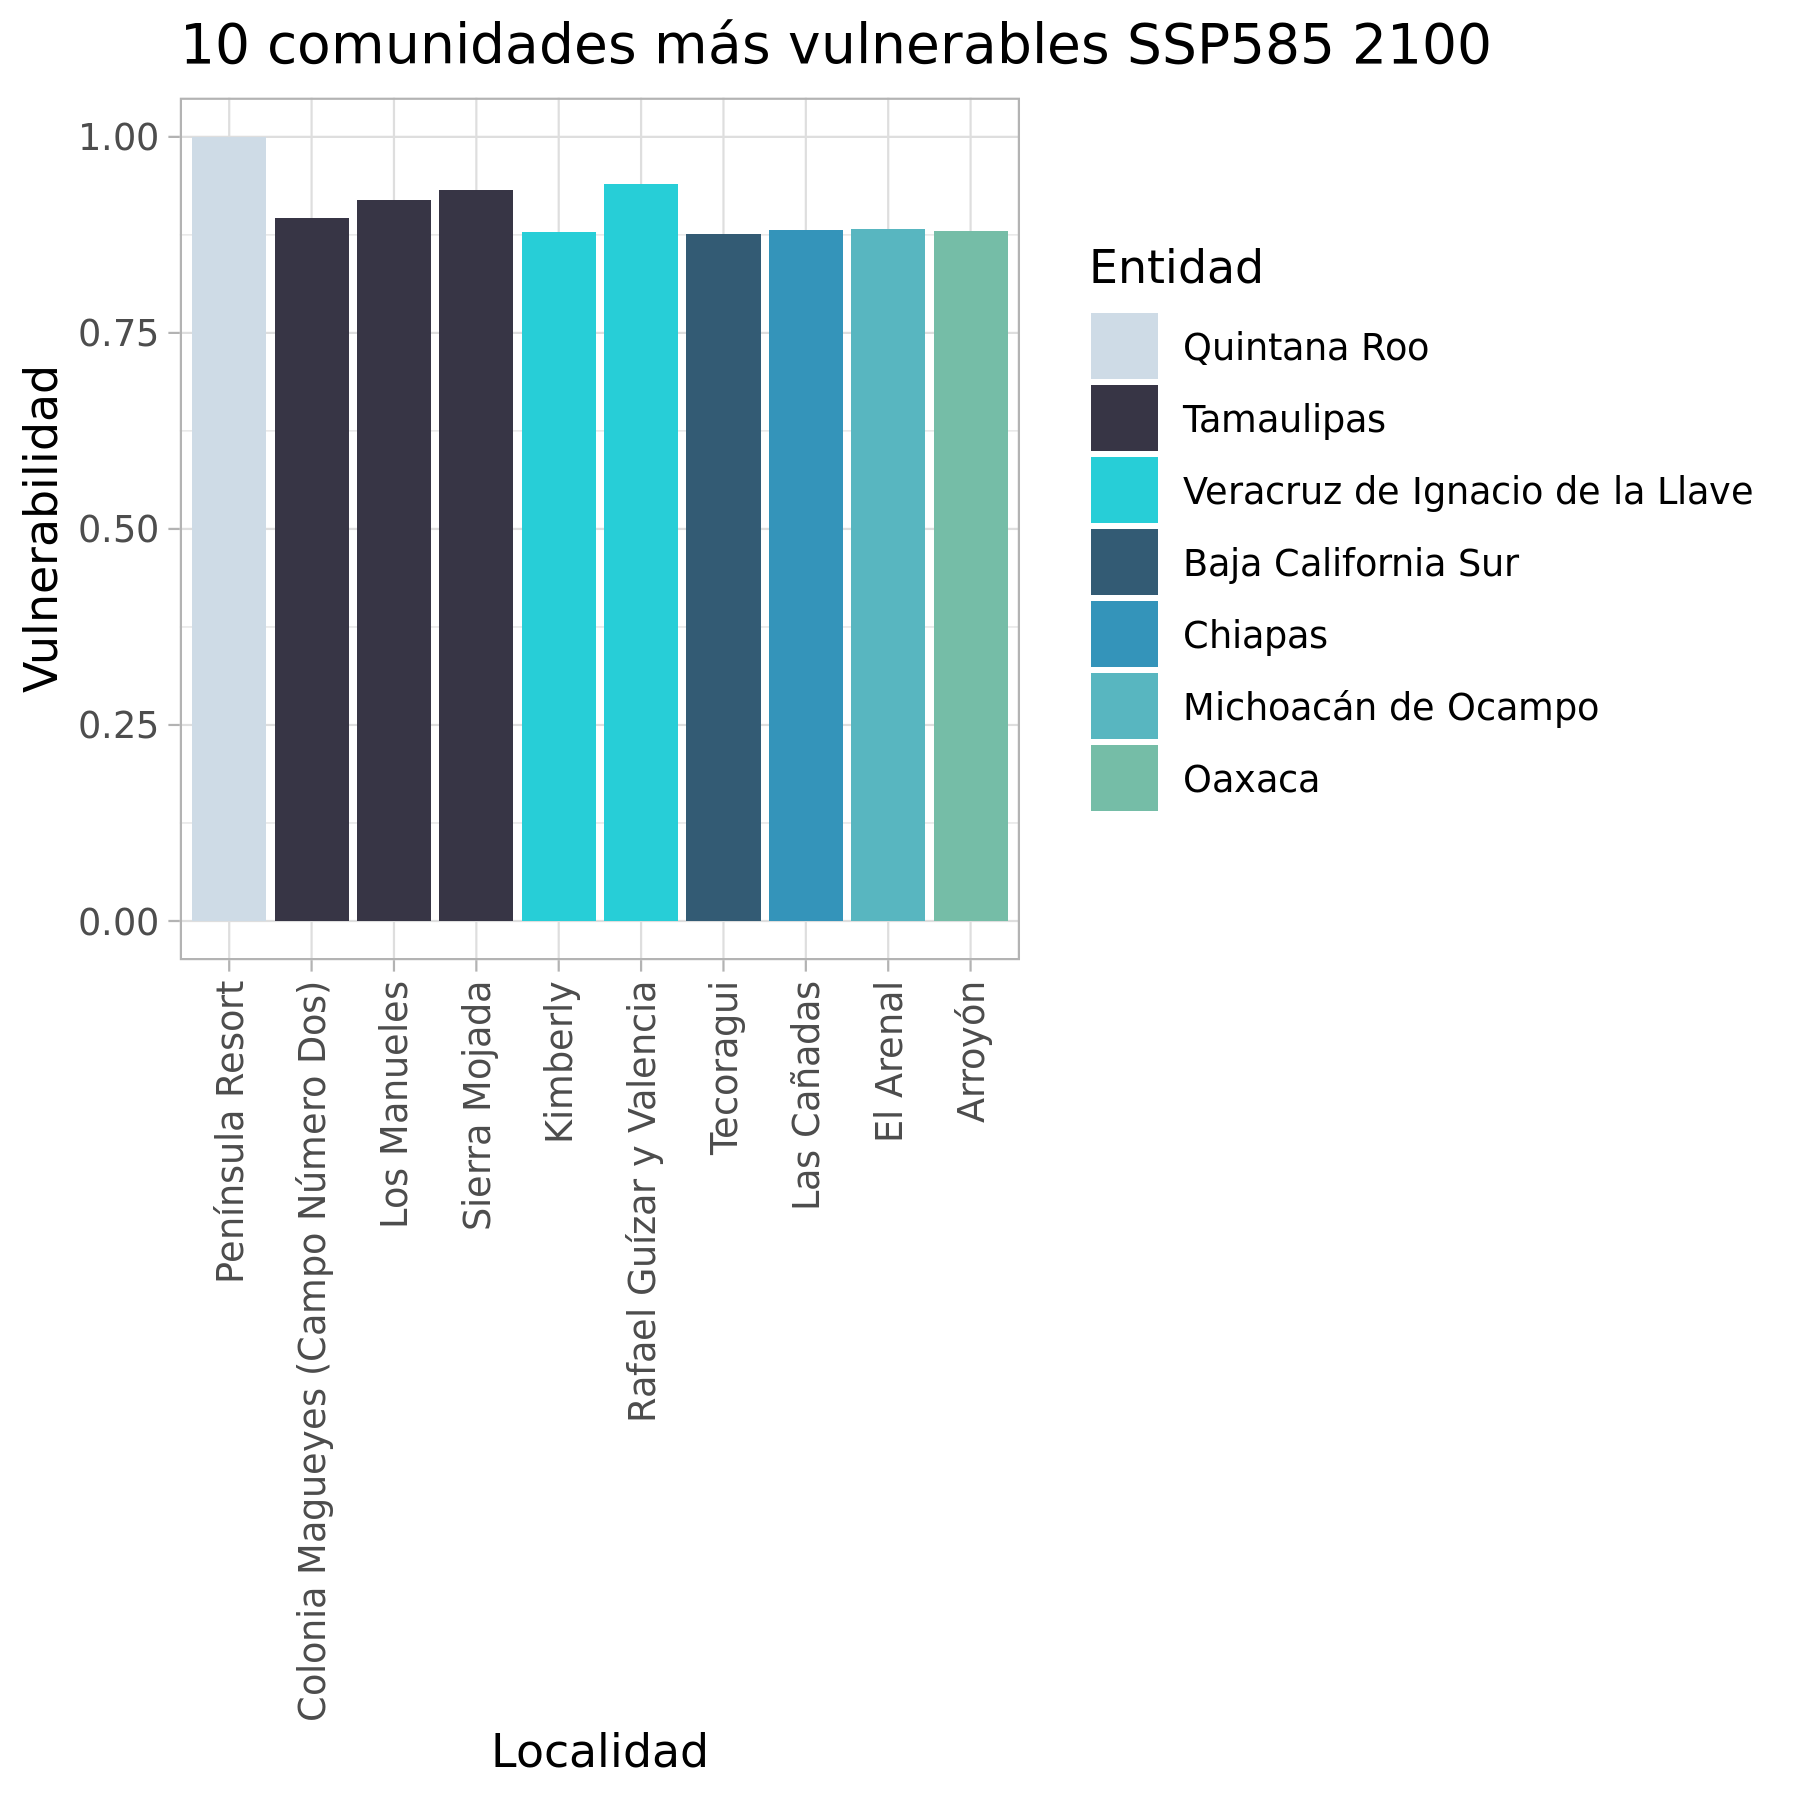 10 comunidades más vulnerables SSP585 2100
Vulnerabilidad
1.00
0.75
0.50
0.25
0.00
Península Resort
Colonia Magueyes (Campo Número Dos)
Los Manueles
Sierra Mojada
Kimberly
Rafael Guízar y Valencia
Tecoragui
Las Cañadas
El Arenal
Arroyón
Localidad
Entidad
Quintana Roo
Tamaulipas
Veracruz de Ignacio de la Llave
Baja California Sur
Chiapas
Michoacán de Ocampo
Oaxaca